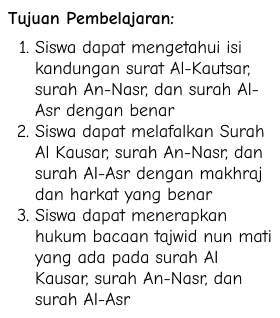 Tujuan Pembelajaran:
1. Siswa dapat mengetahui isi
kandungan surat Al-Kautsar,
surah An-Nasr, dan surah Al-
Asr dengan benar
2. Siswa dapat melafalkan Surah
Al Kausar, surah An-Nasr, dan
surah Al-Asr dengan makhraj
dan harkat yang benar
3. Siswa dapat menerapkan
hukum bacaan tajwid nun mati
yang ada pada surah Al
Kausar, surah An-Nasr, dan
surah Al-Asr